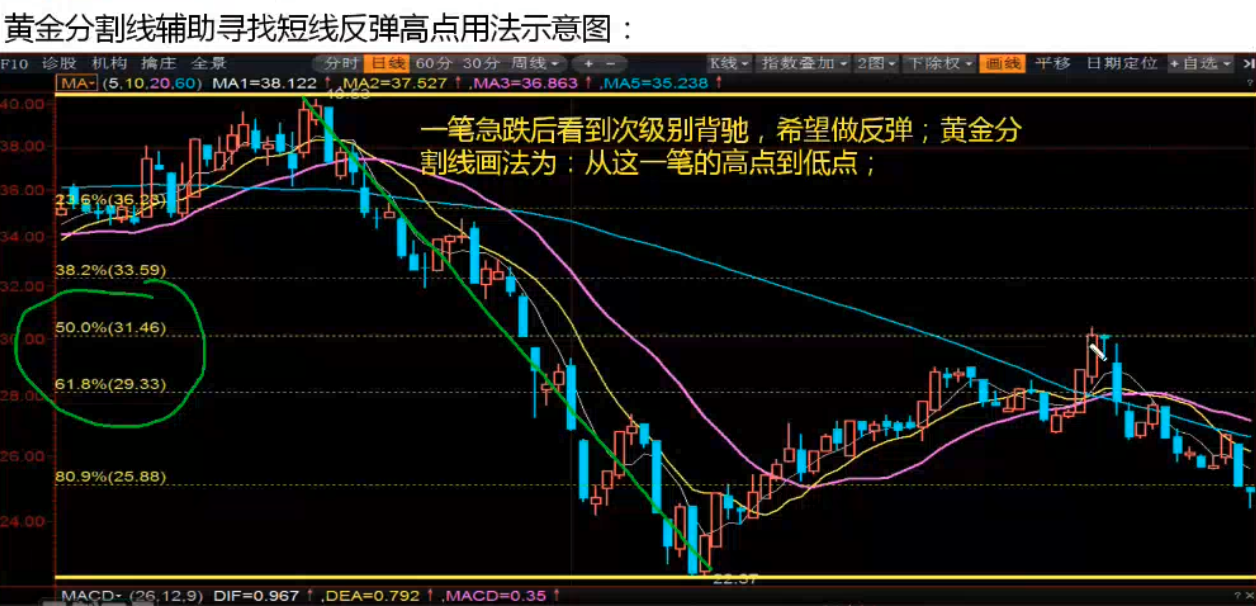 黄金分割线辅助寻找短线反弹高点用法示意图：
F10 诊股 机构 擒庄 全景 分时 日线 60分 30分 周线 + - K线 指数叠加 2图 下除权 画线 平移 日期定位 +自选
MA (5,10,20,60) MA1=38.122↑,MA2=37.527↑,MA3=36.863↑,MA5=35.238↑
40.00
一笔急跌后看到次级别背驰，希望做反弹；黄金分
38.00
割线画法为：从这一笔的高点到低点；
36.00
23.6%(36.23)
34.00
38.2%(33.59)
32.00
50.0%(31.46)
30.00
61.8%(29.33)
28.00
26.00
80.9%(25.88)
24.00
MACD (26,12,9) DIF=0.967↑,DEA=0.792↑,MACD=0.35↑